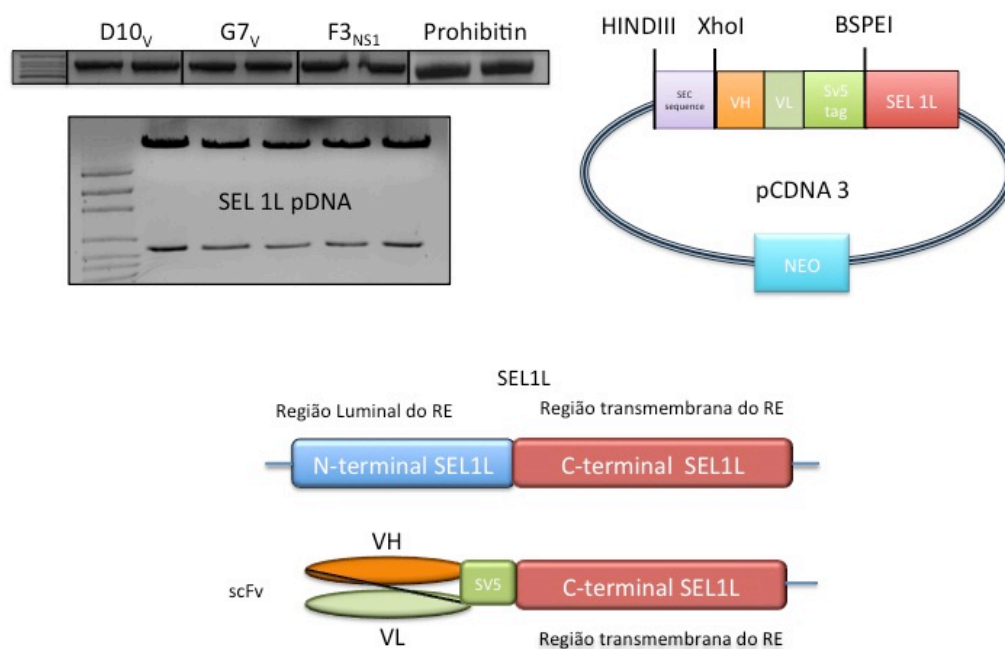 D10V G7V F3NS1 Prohibitin
SEL 1L pDNA
HINDIII XhoI BSPEI
SEC
sequence
VH VL Sv5
tag
SEL 1L
pCDNA 3
NEO
SEL1L
Região Luminal do RE Região transmembrana do RE
N-terminal SEL1L C-terminal SEL1L
VH
scFv SV5 C-terminal SEL1L
VL
Região transmembrana do RE